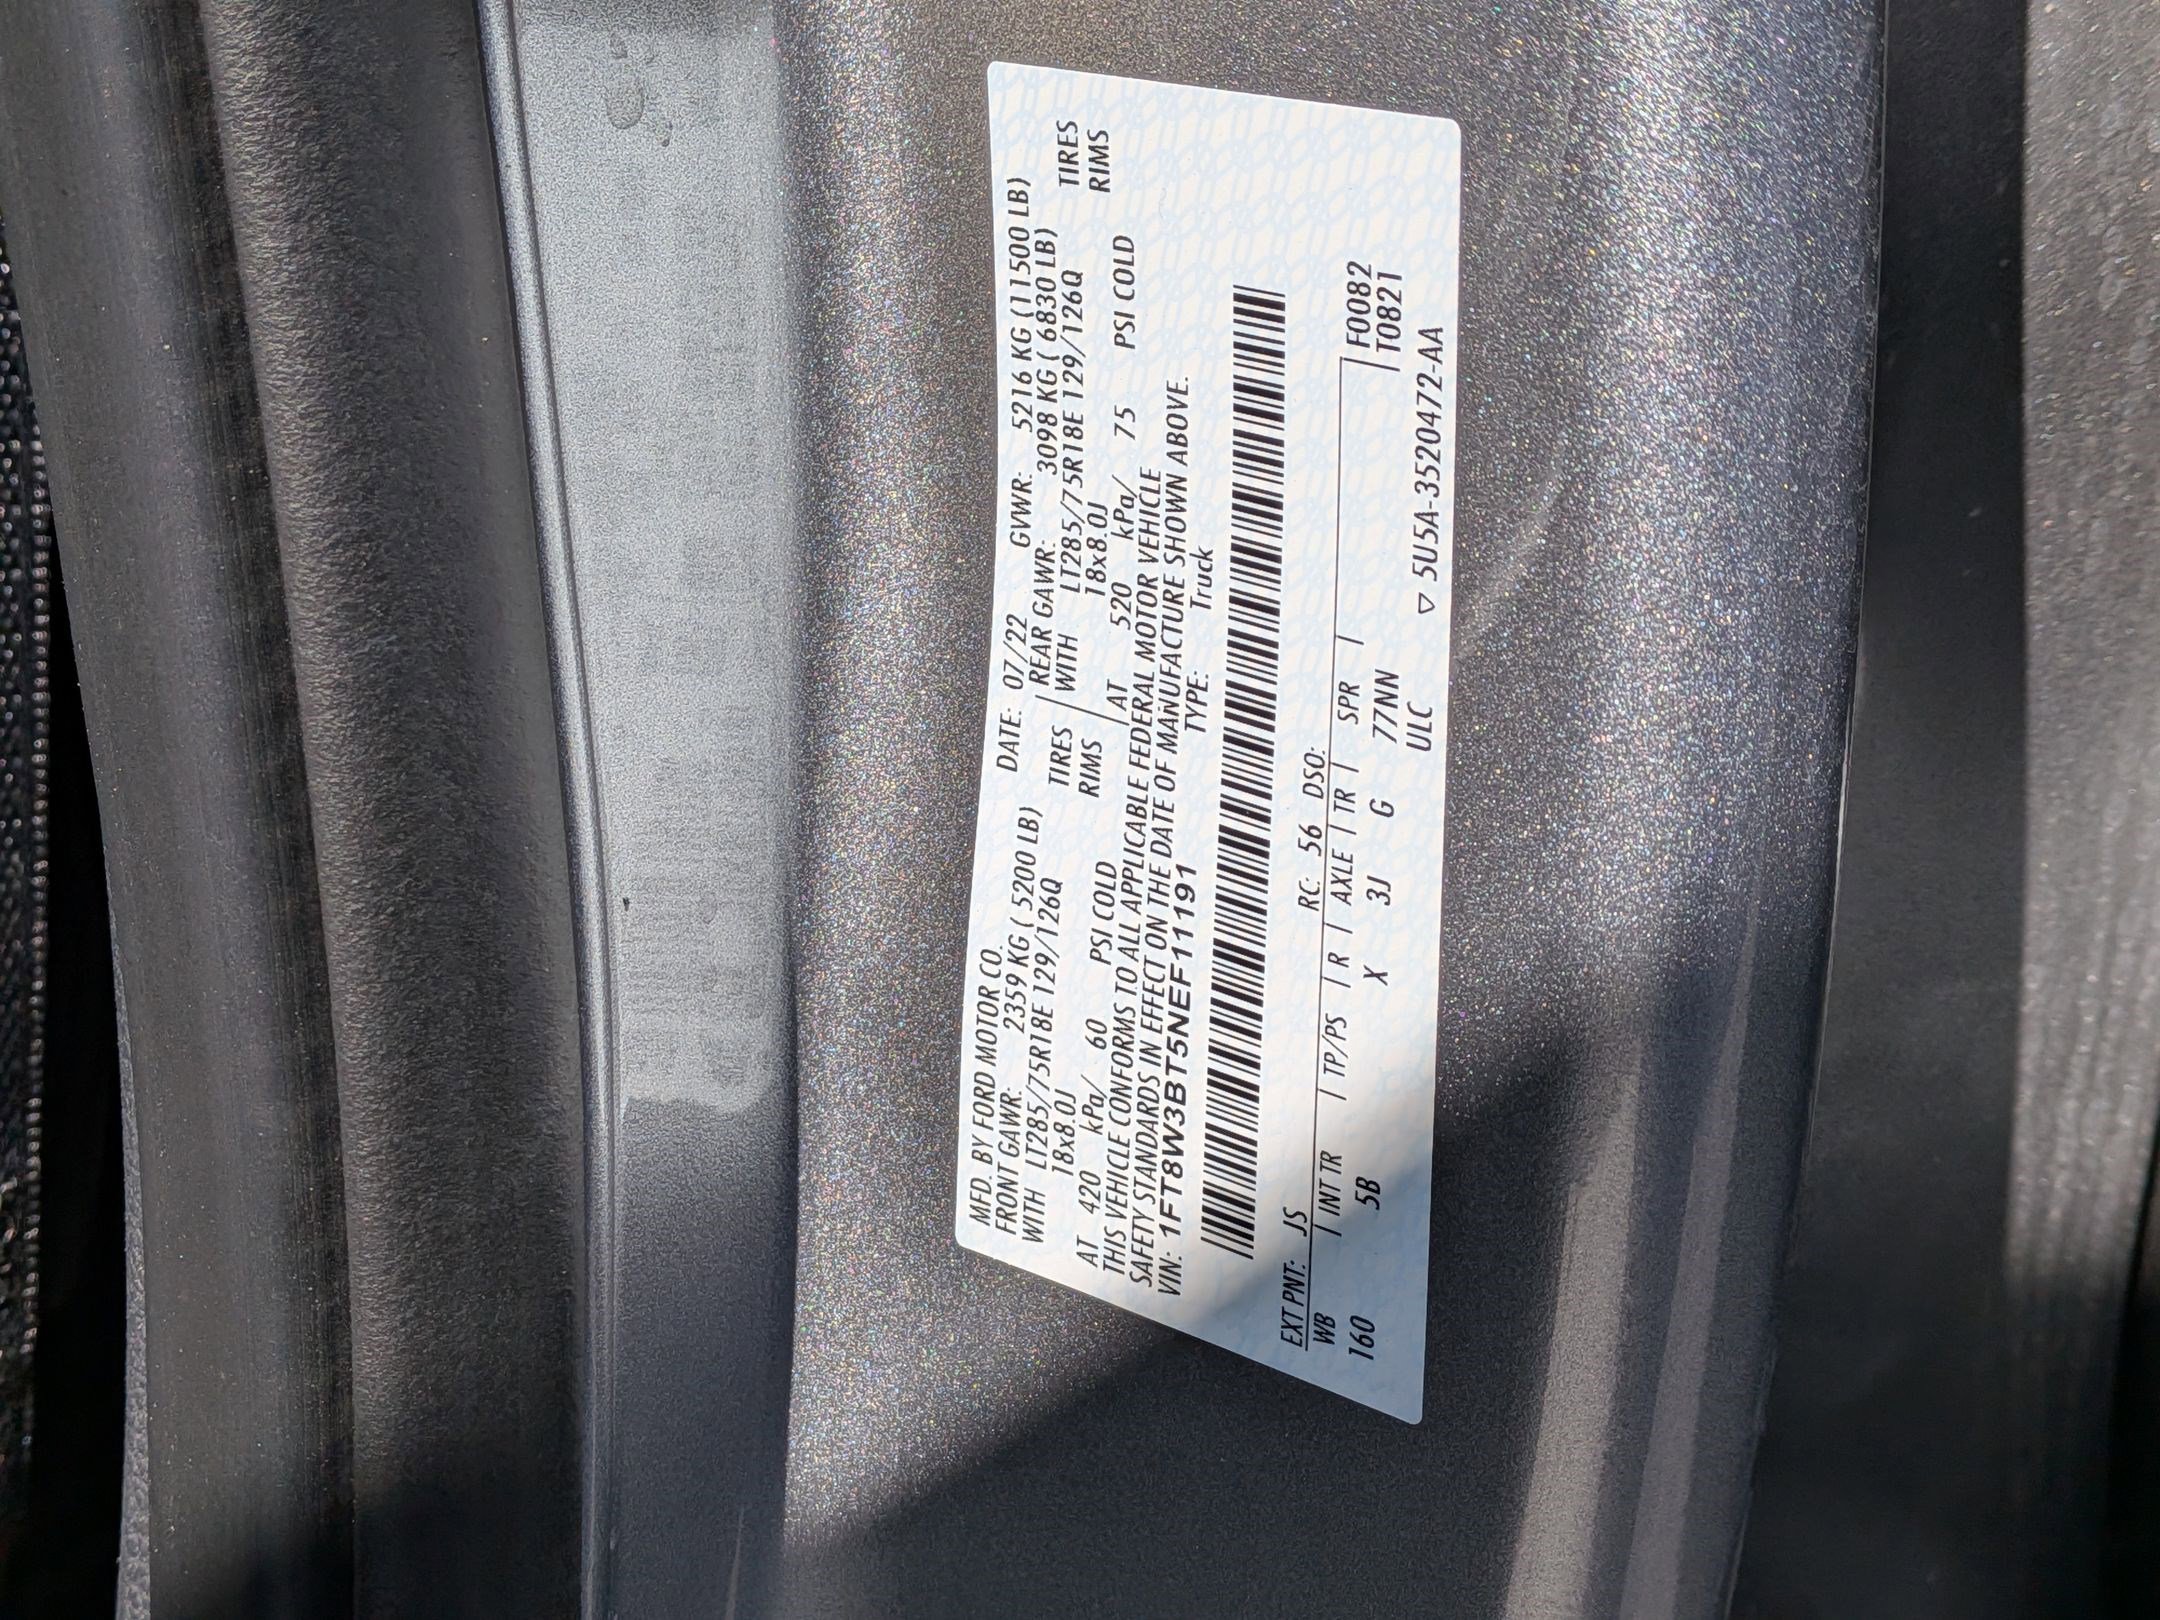 MFD. BY FORD MOTOR CO. DATE: 07/22 GVWR: 5216 KG (11500 LB)
FRONT GAWR: 2359 KG ( 5200 LB) REAR GAWR: 3098 KG ( 6830 LB)
WITH LT285/75R18E 129/126Q TIRES WITH LT285/75R18E 129/126Q TIRES
18x8.0J RIMS 18x8.0J RIMS
AT 420 kPa/ 60 PSI COLD AT 520 kPa/ 75 PSI COLD
THIS VEHICLE CONFORMS TO ALL APPLICABLE FEDERAL MOTOR VEHICLE
SAFETY STANDARDS IN EFFECT ON THE DATE OF MANUFACTURE SHOWN ABOVE.
VIN: 1FT8W3BT5NEF11191 TYPE: Truck
EXT PNT: JS RC: 56 DSO:
WB | INT TR | TP/PS | R | AXLE | TR | SPR | F0082
160 5B X 3J G 77NN T0821
ULC ▽ 5U5A-3520472-AA